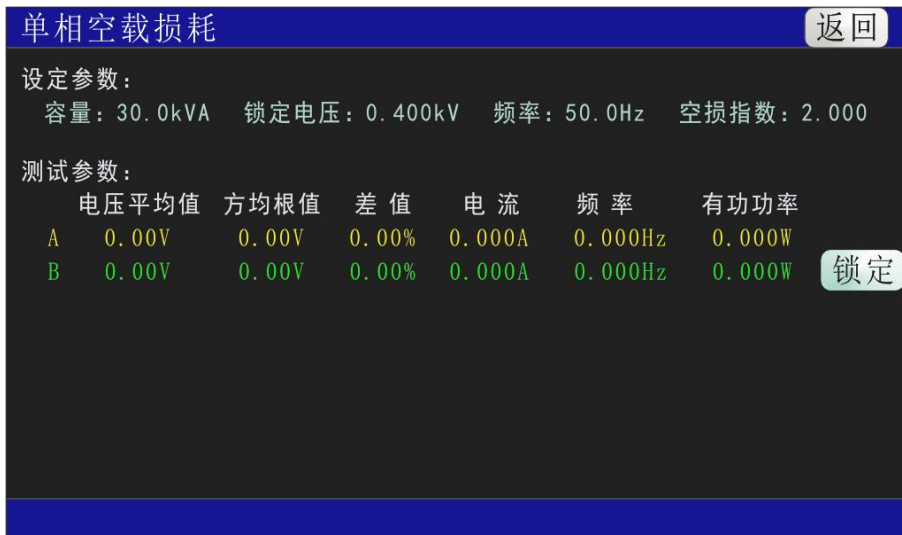 单相空载损耗 返回
设定参数：
容量：30.0kVA 锁定电压：0.400kV 频率：50.0Hz 空损指数：2.000
测试参数：
电压平均值 方均根值 差 值 电 流 频 率 有功功率
A 0.00V 0.00V 0.00% 0.000A 0.000Hz 0.000W
B 0.00V 0.00V 0.00% 0.000A 0.000Hz 0.000W 锁定